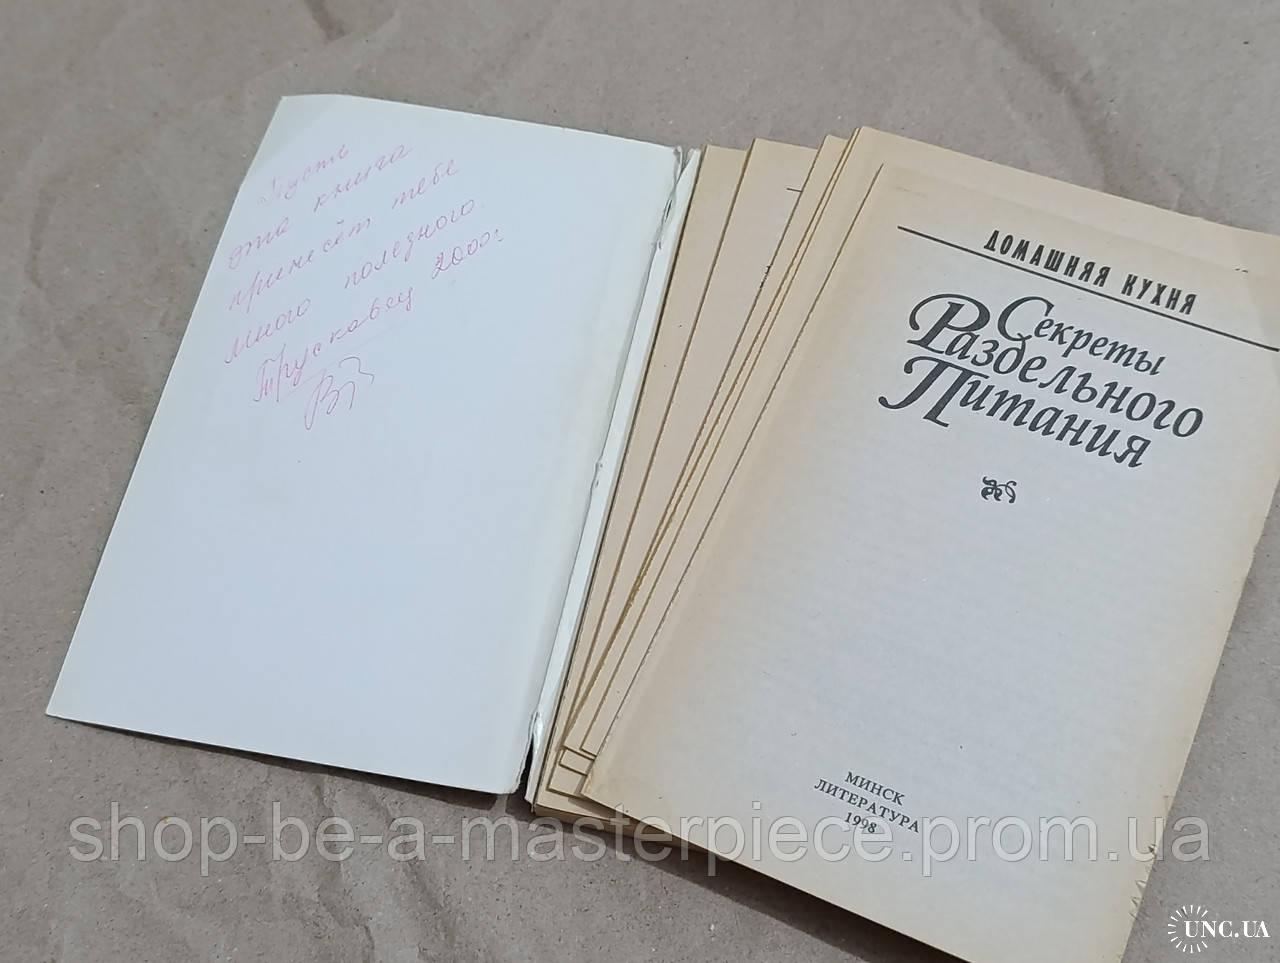 Пусть
эта книга
принесёт тебе
много полезного.
Трускавец 2000г
ДОМАШНЯЯ КУХНЯ
Секреты
Раздельного
Питания
МИНСК
ЛИТЕРАТУРА
1998
shop-be-a-masterpiece.prom.ua
UNC.UA